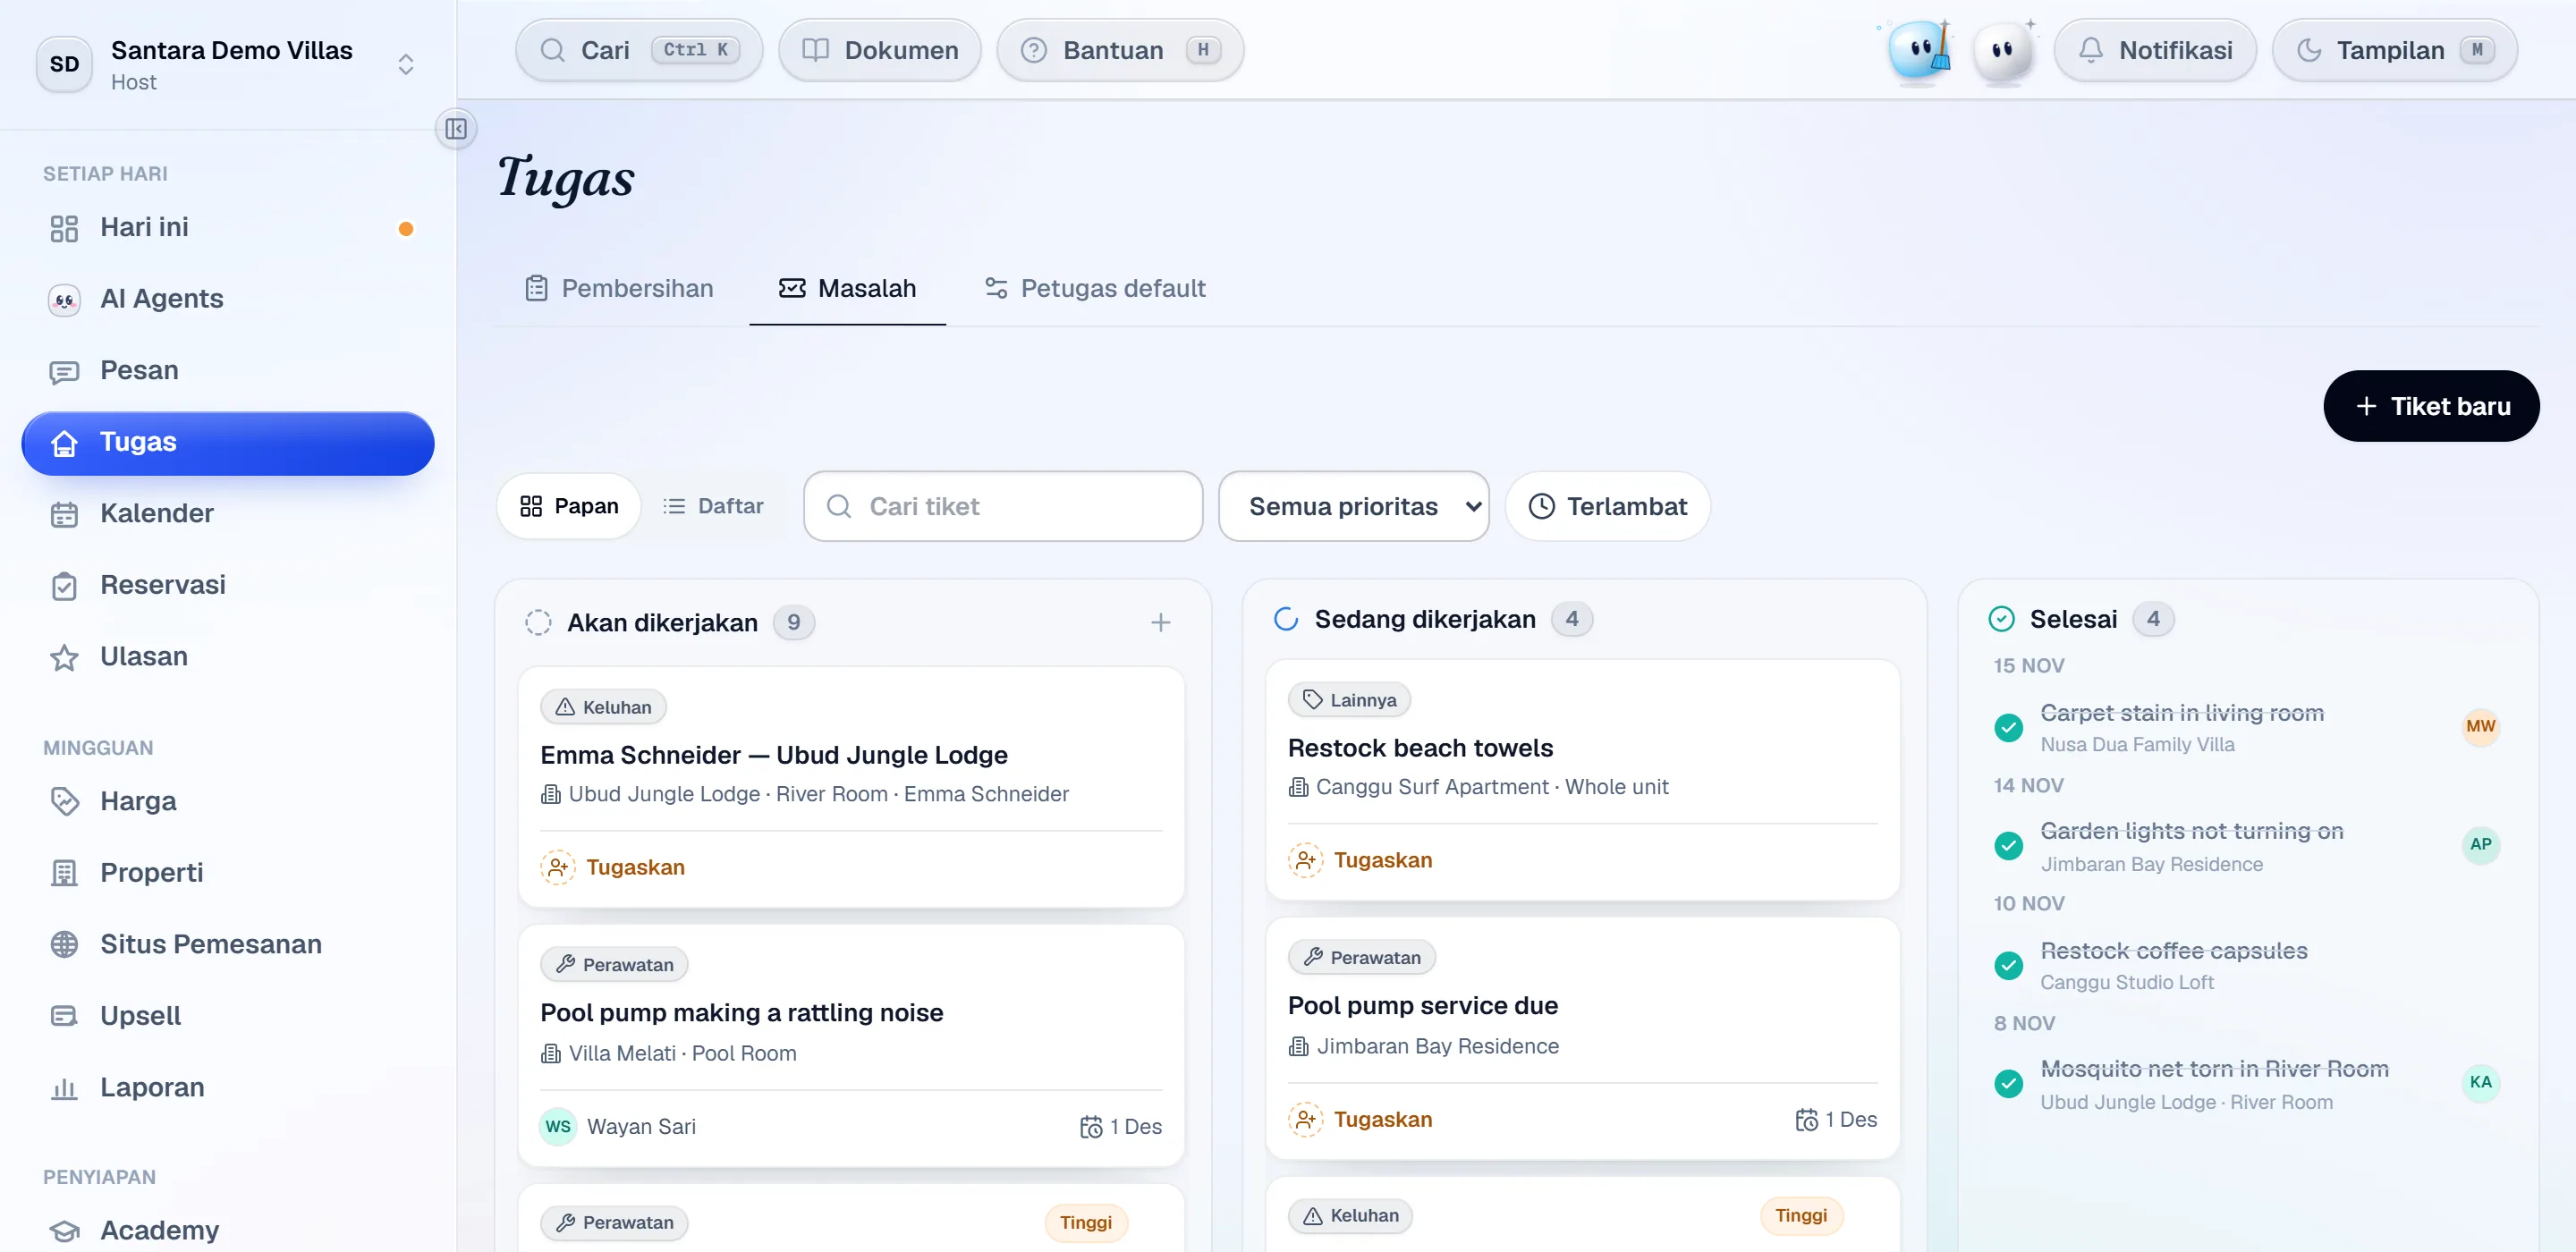 SD
Santara Demo Villas
Host
SETIAP HARI
Hari ini
AI Agents
Pesan
Tugas
Kalender
Reservasi
Ulasan
MINGGUAN
Harga
Properti
Situs Pemesanan
Upsell
Laporan
PENYIAPAN
Academy
Cari Ctrl K
Dokumen
Bantuan H
Notifikasi
Tampilan M
Tugas
Pembersihan
Masalah
Petugas default
Tiket baru
Papan
Daftar
Cari tiket
Semua prioritas
Terlambat
Akan dikerjakan 9
Keluhan
Emma Schneider — Ubud Jungle Lodge
Ubud Jungle Lodge · River Room · Emma Schneider
Tugaskan
Perawatan
Pool pump making a rattling noise
Villa Melati · Pool Room
WS Wayan Sari 1 Des
Perawatan Tinggi
Sedang dikerjakan 4
Lainnya
Restock beach towels
Canggu Surf Apartment · Whole unit
Tugaskan
Perawatan
Pool pump service due
Jimbaran Bay Residence
Tugaskan 1 Des
Keluhan Tinggi
Selesai 4
15 NOV
Carpet stain in living room
Nusa Dua Family Villa
MW
14 NOV
Garden lights not turning on
Jimbaran Bay Residence
AP
10 NOV
Restock coffee capsules
Canggu Studio Loft
8 NOV
Mosquito net torn in River Room
Ubud Jungle Lodge · River Room
KA